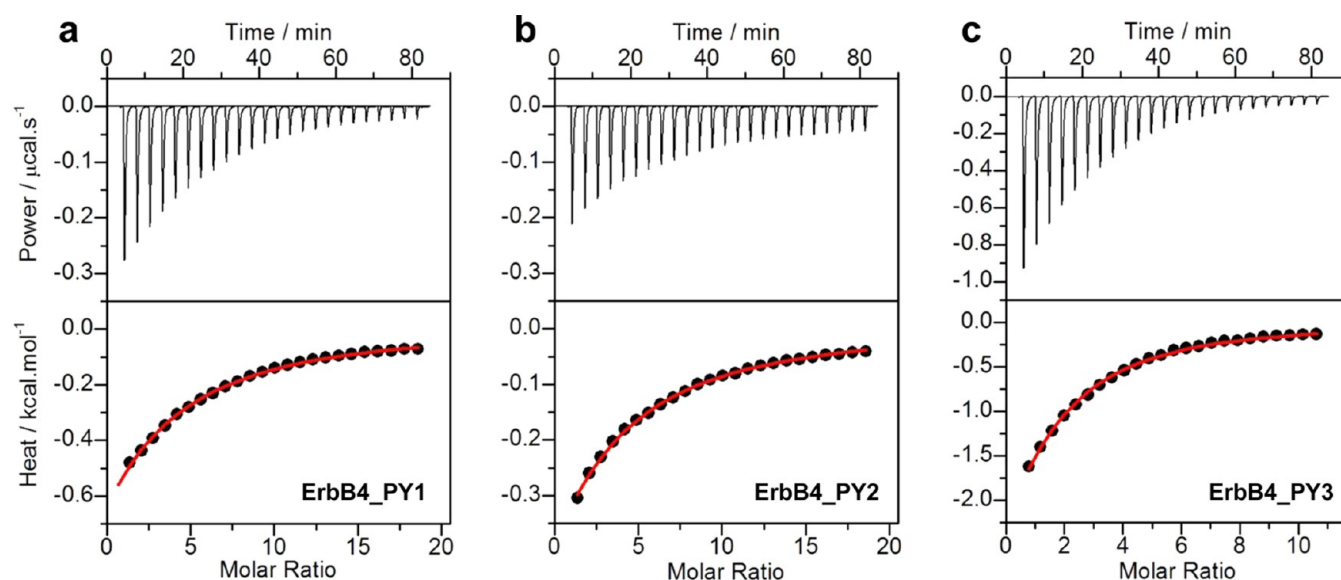 a
Time / min
0 20 40 60 80
Power / μcal.s⁻¹
0.0
-0.1
-0.2
-0.3
Heat / kcal.mol⁻¹
0.0
-0.2
-0.4
-0.6
ErbB4_PY1
0 5 10 15 20
Molar Ratio
b
Time / min
0 20 40 60 80
0.0
-0.1
-0.2
-0.3
0.0
-0.1
-0.2
-0.3
ErbB4_PY2
0 5 10 15 20
Molar Ratio
c
Time / min
0 20 40 60 80
0.0
-0.2
-0.4
-0.6
-0.8
-1.0
0.0
-0.5
-1.0
-1.5
-2.0
ErbB4_PY3
0 2 4 6 8 10
Molar Ratio